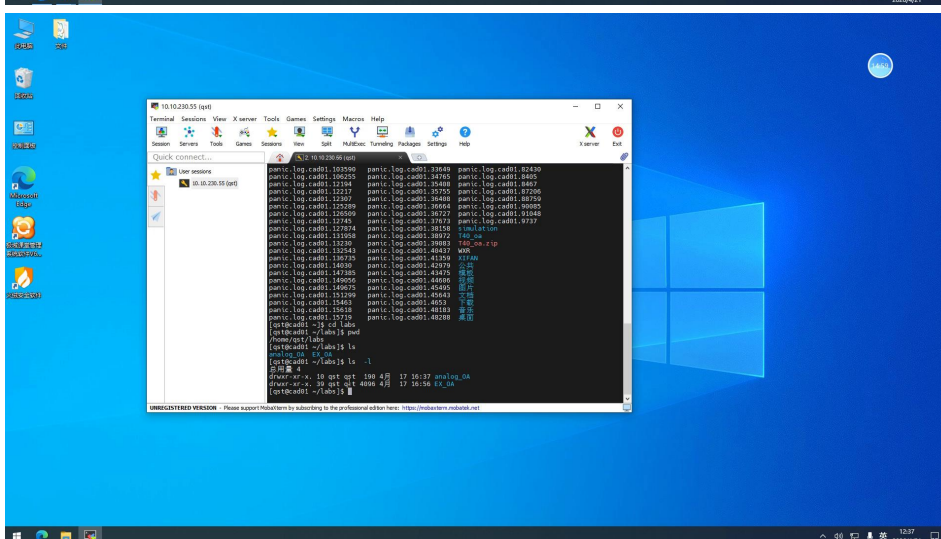 此电脑
文件
14:53
回收站
控制面板
Microsoft
Edge
10.10.230.55 (qst)
Terminal Sessions View X server Tools Games Settings Macros Help
Session Servers Tools Games Sessions View Split MultiExec Tunneling Packages Settings Help X server Exit
Quick connect...
2. 10.10.230.55 (qst)
User sessions
10.10.230.55 (qst)
panic.log.cad01.103590 panic.log.cad01.33649 panic.log.cad01.82430
panic.log.cad01.106255 panic.log.cad01.34765 panic.log.cad01.8405
panic.log.cad01.12194 panic.log.cad01.35408 panic.log.cad01.8467
panic.log.cad01.12217 panic.log.cad01.35755 panic.log.cad01.87206
panic.log.cad01.12307 panic.log.cad01.36408 panic.log.cad01.88759
panic.log.cad01.125289 panic.log.cad01.36664 panic.log.cad01.90085
panic.log.cad01.126509 panic.log.cad01.36727 panic.log.cad01.91048
panic.log.cad01.12745 panic.log.cad01.37673 panic.log.cad01.9737
panic.log.cad01.127874 panic.log.cad01.38158 simulation
panic.log.cad01.131958 panic.log.cad01.38972 T40_oa
panic.log.cad01.13230 panic.log.cad01.39083 T40_oa.zip
panic.log.cad01.132543 panic.log.cad01.40437 WXR
panic.log.cad01.136735 panic.log.cad01.41359 XIFAN
panic.log.cad01.14030 panic.log.cad01.42979 公共
panic.log.cad01.147385 panic.log.cad01.43475 模板
panic.log.cad01.149056 panic.log.cad01.44606 视频
panic.log.cad01.149675 panic.log.cad01.45495 图片
panic.log.cad01.151299 panic.log.cad01.45643 文档
panic.log.cad01.15463 panic.log.cad01.4653 下载
panic.log.cad01.15618 panic.log.cad01.48183 音乐
panic.log.cad01.15719 panic.log.cad01.48288 桌面
[qst@cad01 ~]$ cd labs
[qst@cad01 ~/labs]$ pwd
/home/qst/labs
[qst@cad01 ~/labs]$ ls
analog_OA EX_OA
[qst@cad01 ~/labs]$ ls -l
总用量 4
drwxr-xr-x. 10 qst qst 190 4月 17 16:37 analog_OA
drwxr-xr-x. 39 qst qst 4096 4月 17 16:56 EX_OA
[qst@cad01 ~/labs]$
UNREGISTERED VERSION - Please support MobaXterm by subscribing to the professional edition here: https://mobaxterm.mobatek.net
英 12:37